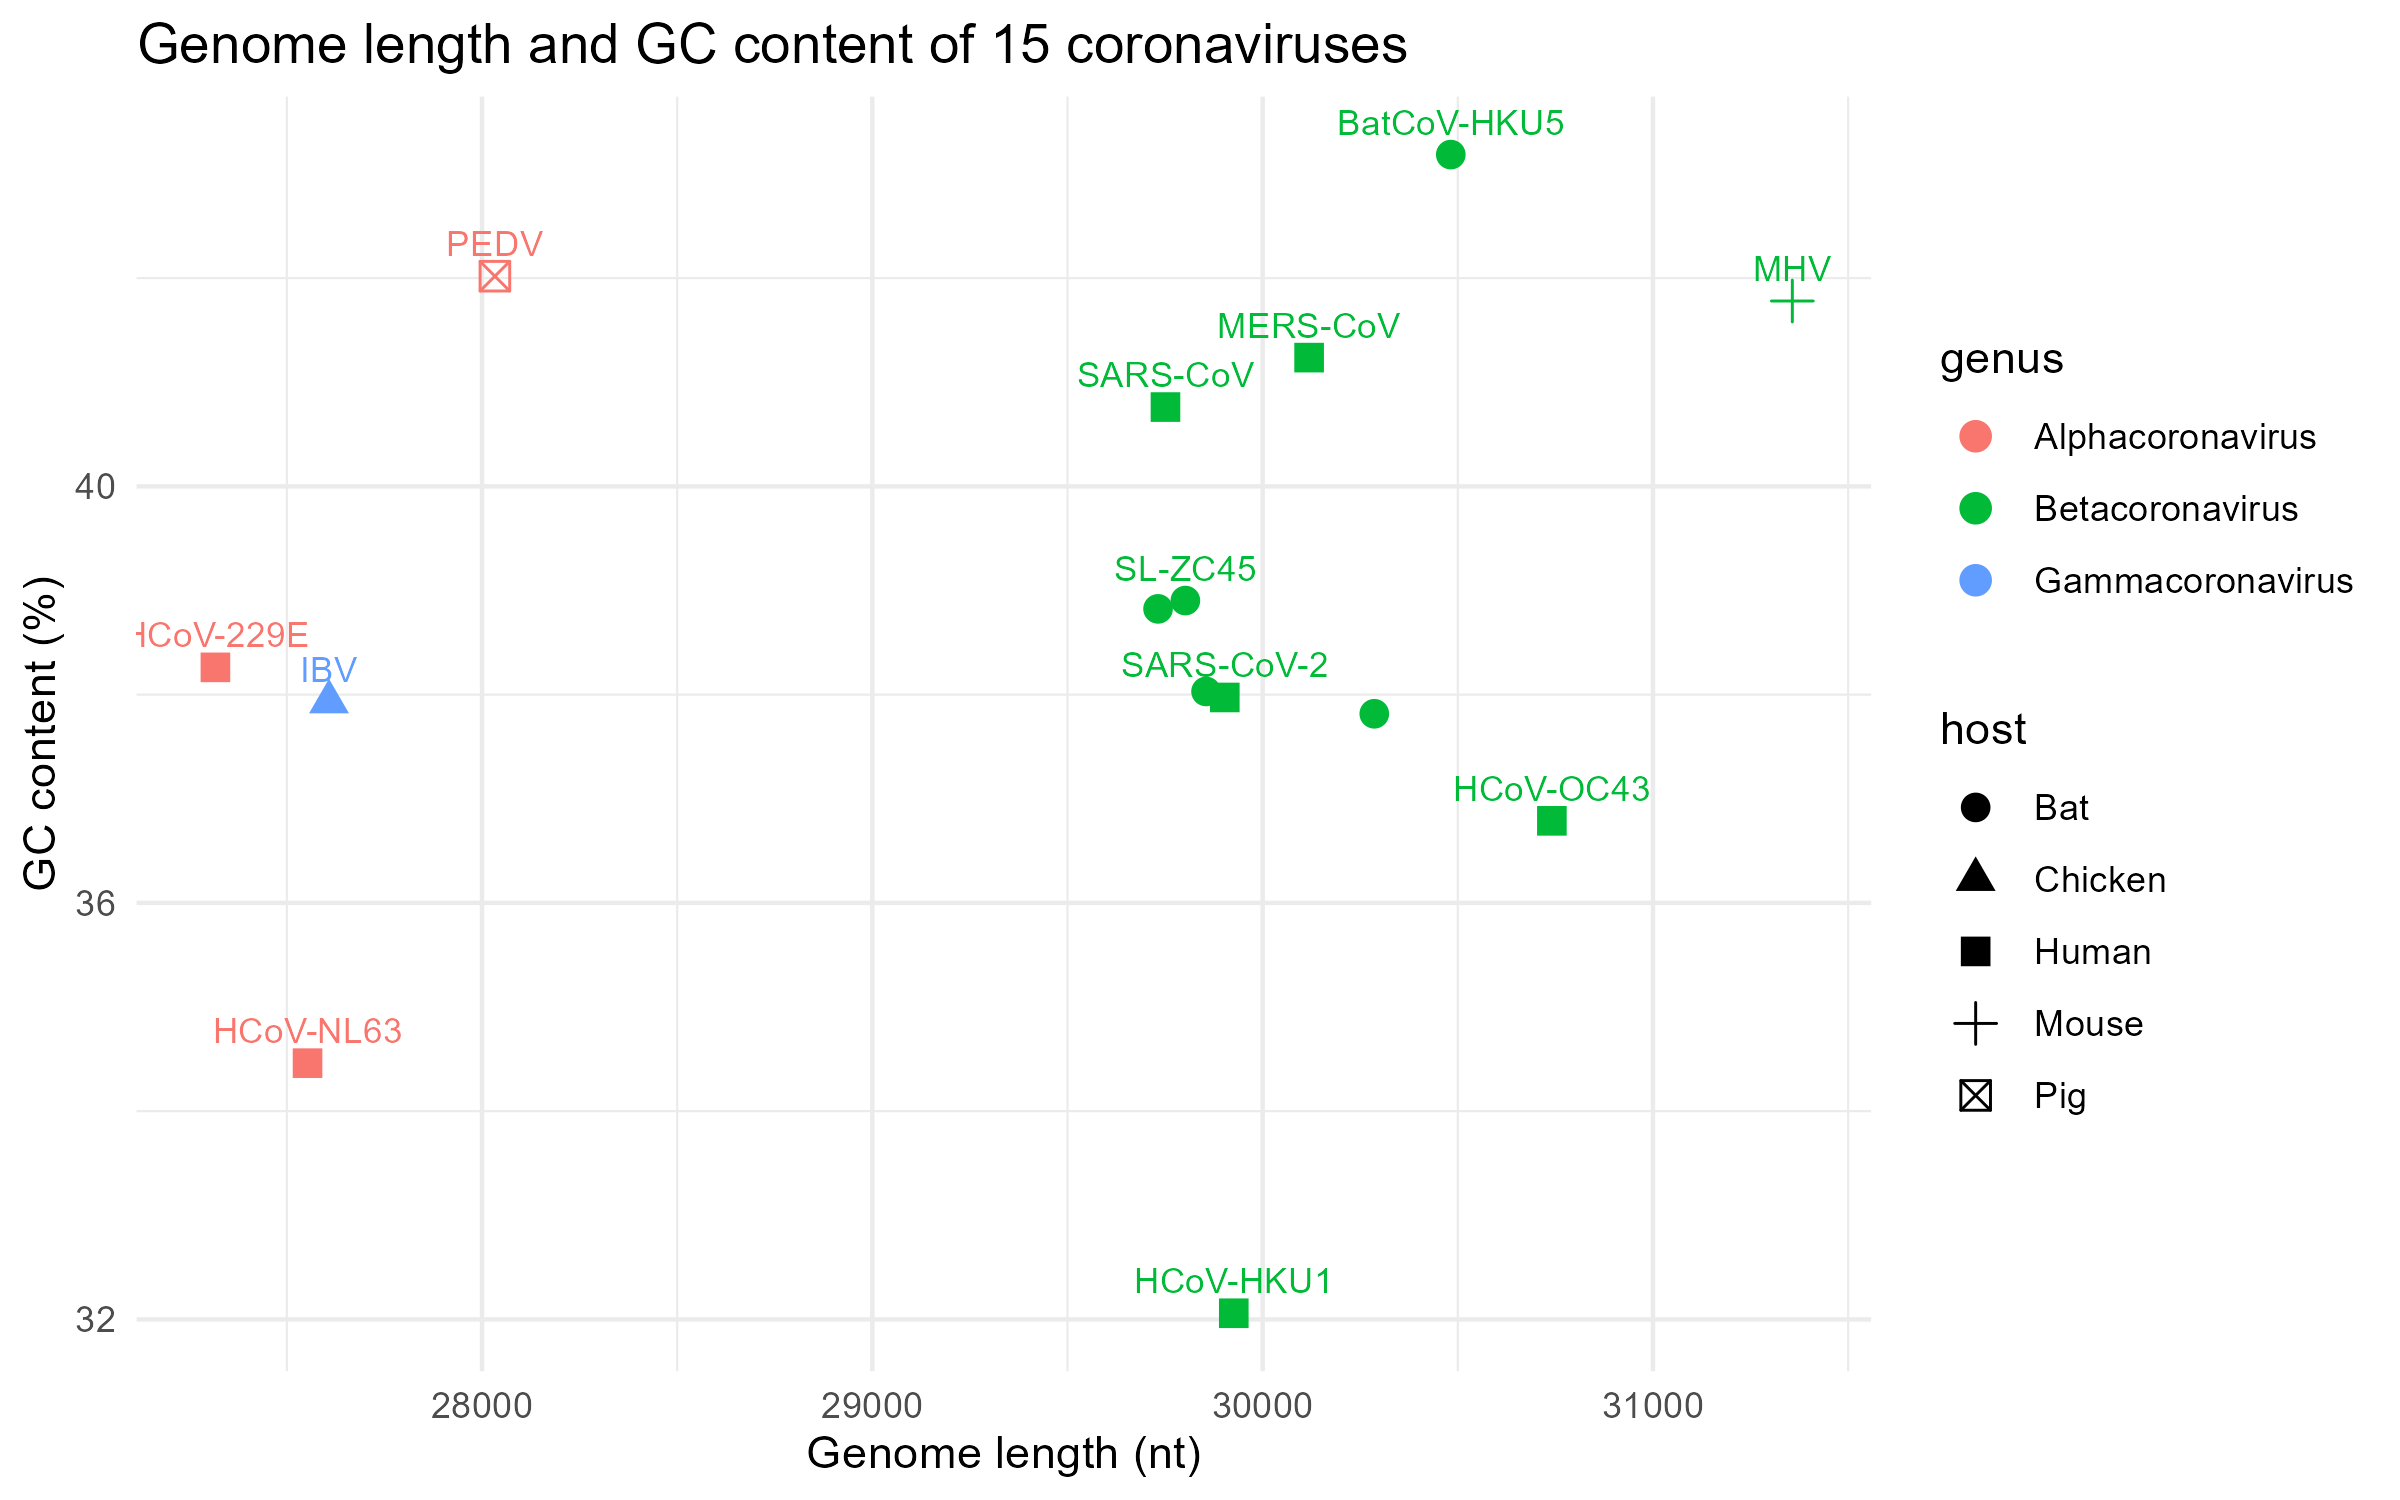 Genome length and GC content of 15 coronaviruses
BatCoV-HKU5
PEDV
MHV
MERS-CoV
SARS-CoV
SL-ZC45
HCoV-229E
IBV
SARS-CoV-2
HCoV-OC43
HCoV-NL63
HCoV-HKU1
GC content (%)
40
36
32
28000
29000
30000
31000
Genome length (nt)
genus
Alphacoronavirus
Betacoronavirus
Gammacoronavirus
host
Bat
Chicken
Human
Mouse
Pig